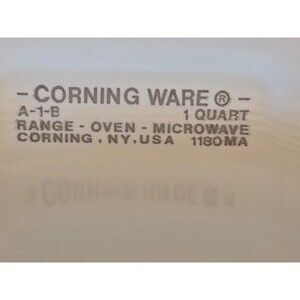 - CORNING WARE ® -
A-1-B 1 QUART
RANGE - OVEN - MICROWAVE
CORNING , NY, USA 1180MA